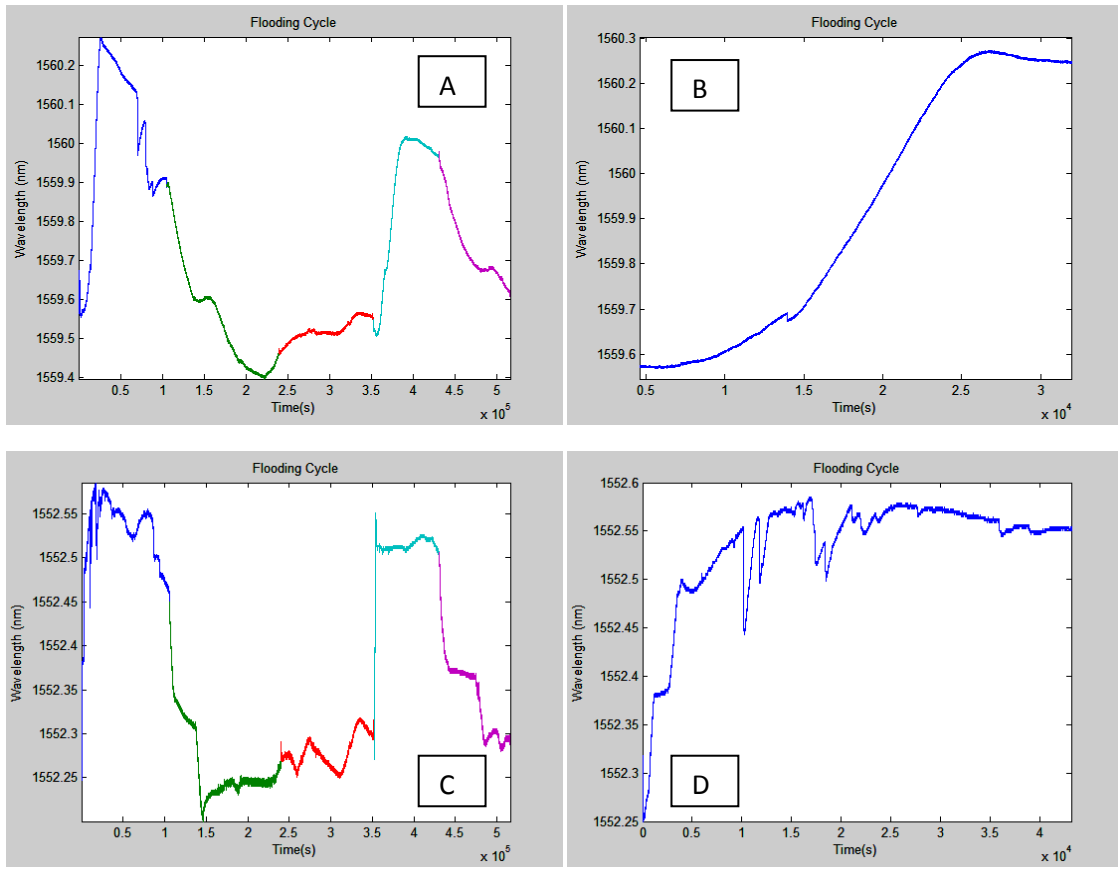 Flooding Cycle
A
Wavelength (nm)
1560.2
1560.1
1560
1559.9
1559.8
1559.7
1559.6
1559.5
1559.4
0.5 1 1.5 2 2.5 3 3.5 4 4.5 5
Time(s)
x 10^5
Flooding Cycle
B
Wavelength (nm)
1560.3
1560.2
1560.1
1560
1559.9
1559.8
1559.7
1559.6
0.5 1 1.5 2 2.5 3
Time(s)
x 10^4
Flooding Cycle
C
Wavelength (nm)
1552.55
1552.5
1552.45
1552.4
1552.35
1552.3
1552.25
0.5 1 1.5 2 2.5 3 3.5 4 4.5 5
Time(s)
x 10^5
Flooding Cycle
D
Wavelength (nm)
1552.6
1552.55
1552.5
1552.45
1552.4
1552.35
1552.3
1552.25
0 0.5 1 1.5 2 2.5 3 3.5 4
Time(s)
x 10^4